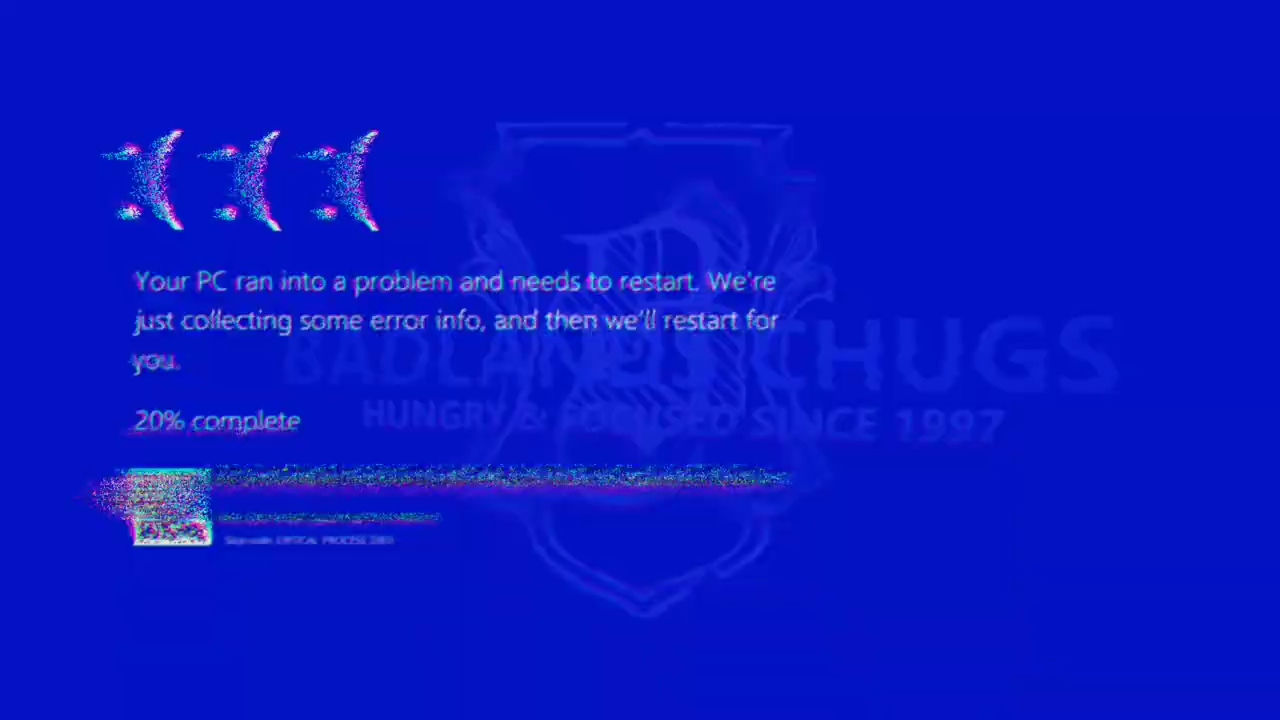 :( :( :(
Your PC ran into a problem and needs to restart. We're
just collecting some error info, and then we'll restart for
you.
BADLANDS CHUGS
20% complete
HUNGRY & FOCUSED SINCE 1997